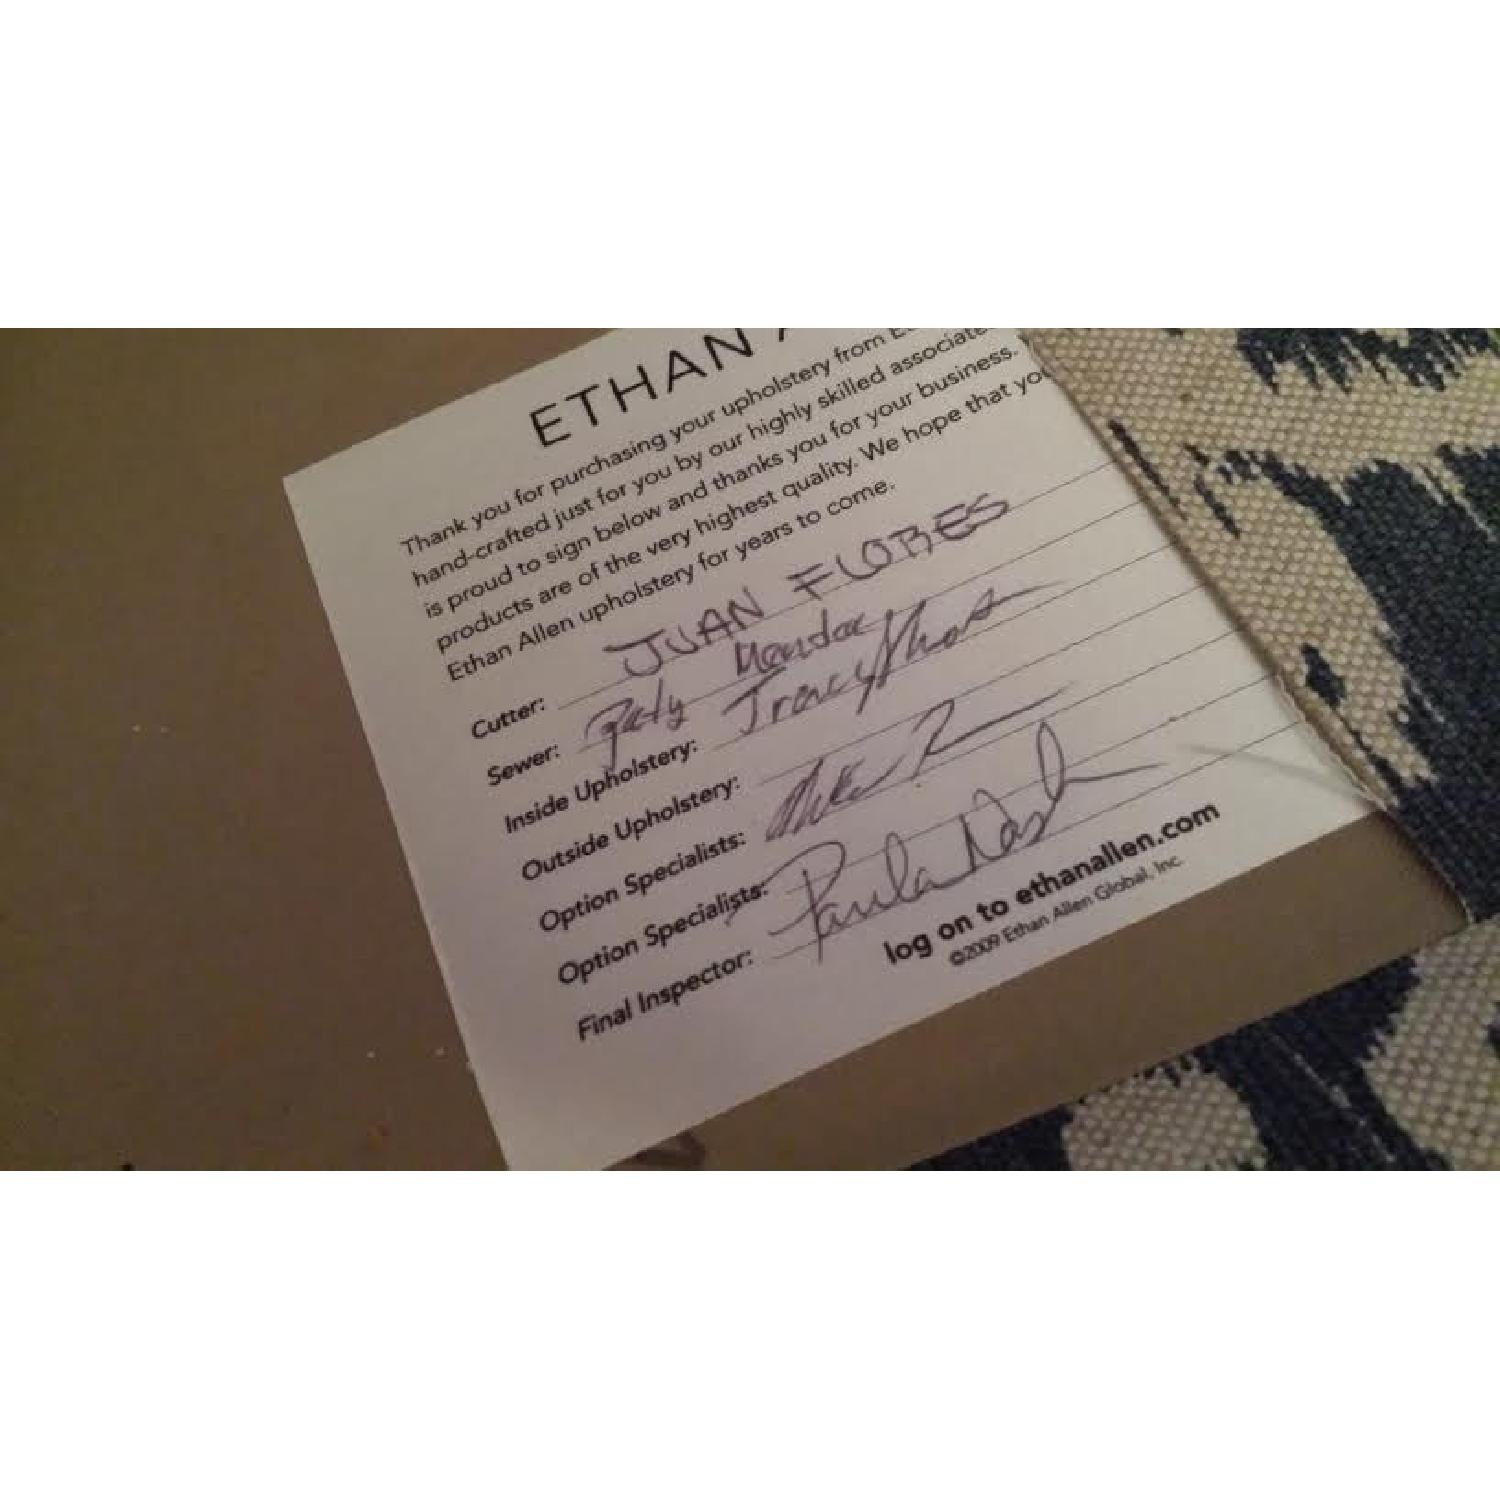 ETHAN
Thank you for purchasing your upholstery from
hand-crafted just for you by our highly skilled
is proud to sign below and thanks you for your business.
products are of the very highest quality. We hope that
Ethan Allen upholstery for years to come.
Cutter: JUAN FLORES
Sewer:
Inside Upholstery: Tracy
Outside Upholstery:
Option Specialists:
Option Specialists:
Final Inspector: Paula Nash
log on to ethanallen.com
©2009 Ethan Allen Global, Inc.